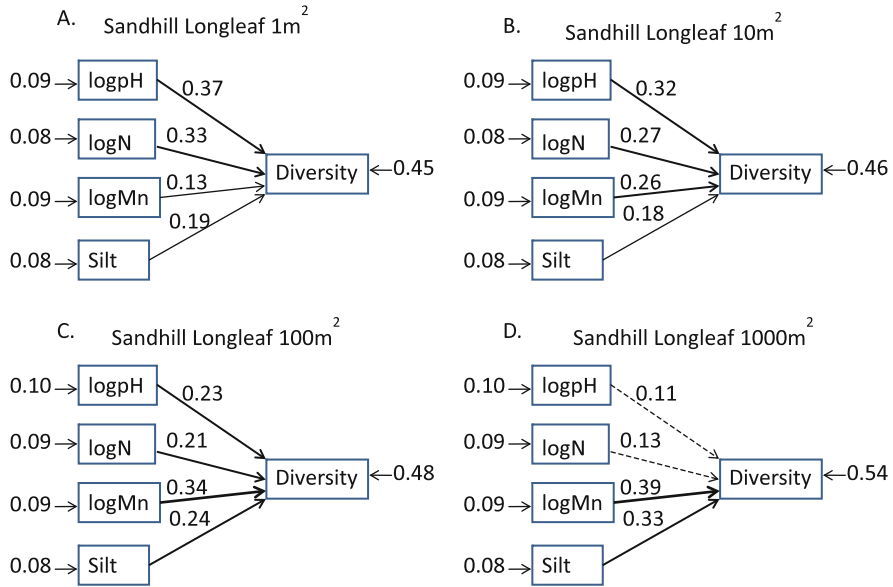 A. Sandhill Longleaf 1m²
0.09 logpH 0.37
0.08 logN 0.33
Diversity 0.45
0.09 logMn 0.13
0.19
0.08 Silt
B. Sandhill Longleaf 10m²
0.09 logpH 0.32
0.08 logN 0.27
Diversity 0.46
0.09 logMn 0.26
0.18
0.08 Silt
C. Sandhill Longleaf 100m²
0.10 logpH 0.23
0.09 logN 0.21
Diversity 0.48
0.09 logMn 0.34
0.24
0.08 Silt
D. Sandhill Longleaf 1000m²
0.10 logpH 0.11
0.09 logN 0.13
Diversity 0.54
0.09 logMn 0.39
0.33
0.08 Silt